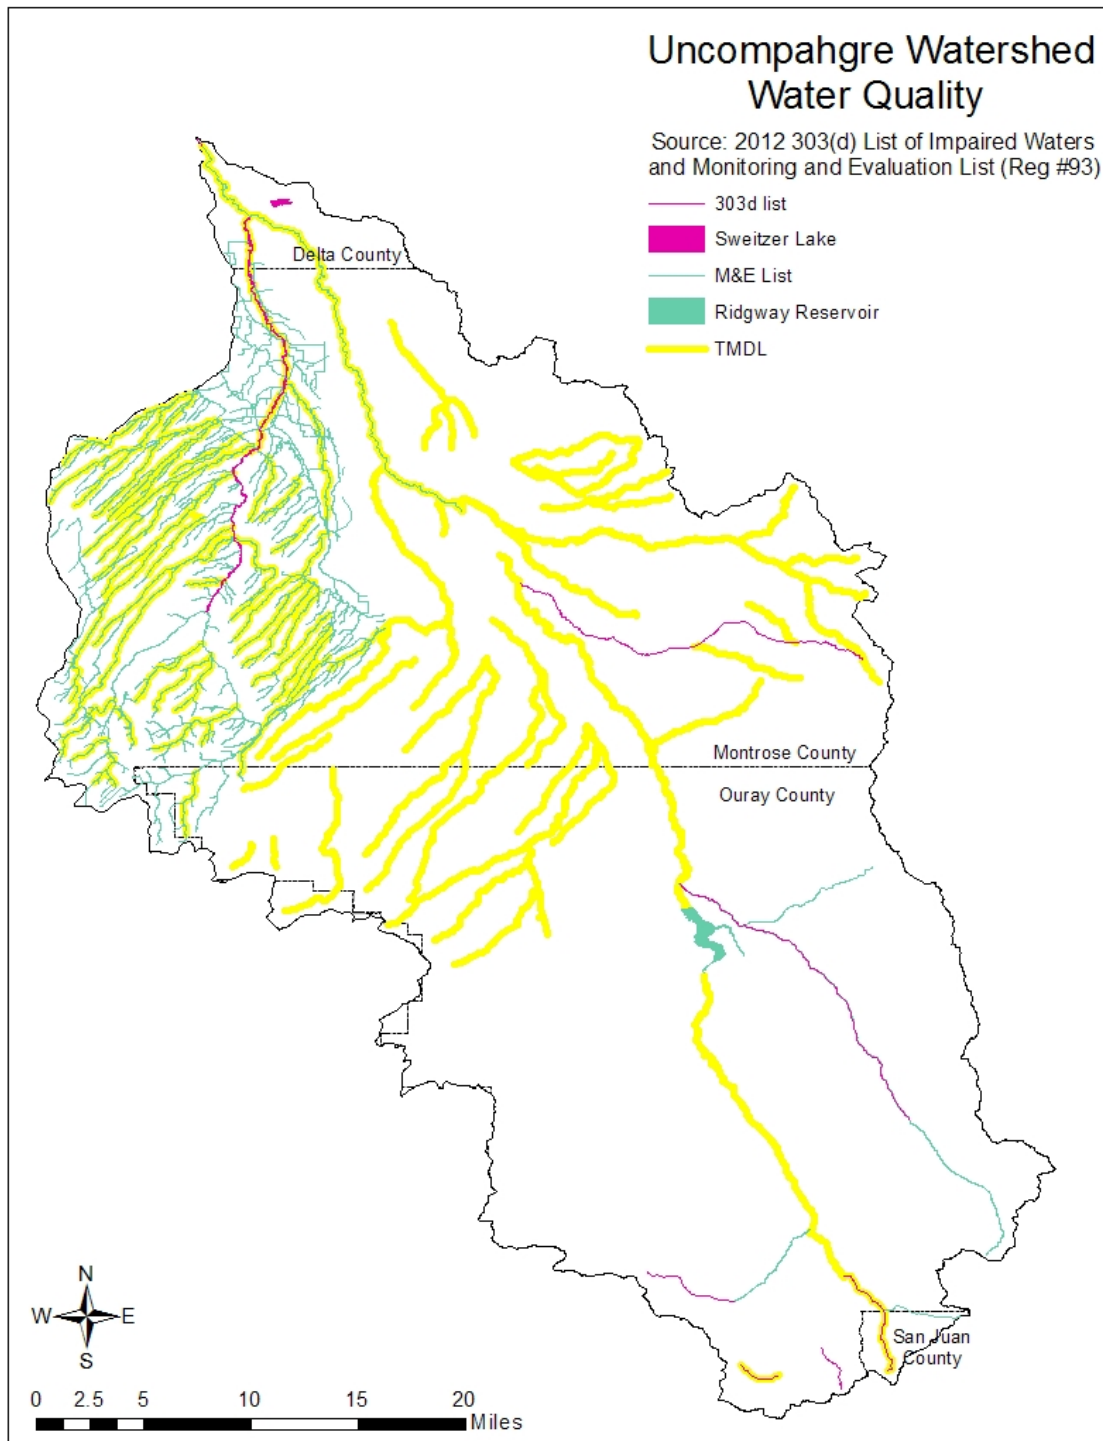 Uncompahgre Watershed
Water Quality
Source: 2012 303(d) List of Impaired Waters
and Monitoring and Evaluation List (Reg #93)
303d list
Sweitzer Lake
M&E List
Ridgway Reservoir
TMDL
Delta County
Montrose County
Ouray County
San Juan
County
N
W E
S
0 2.5 5 10 15 20
Miles